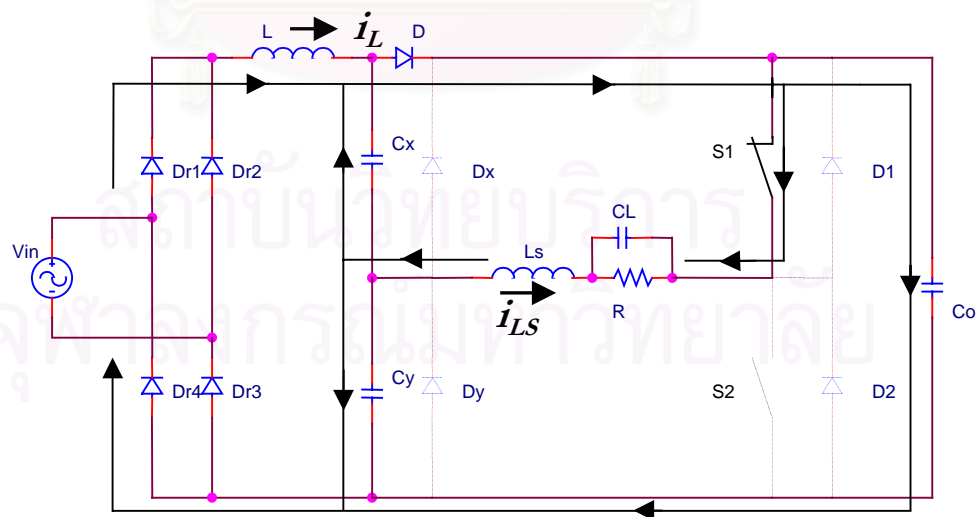 L
i_L
D
Cx
Dx
S1
D1
Dr1
Dr2
สถาบันวิทยบริการ
CL
Vin
Ls
R
i_LS
Co
จุฬาลงกรณ์มหาวิทยาลัย
Dr4
Dr3
Cy
Dy
S2
D2